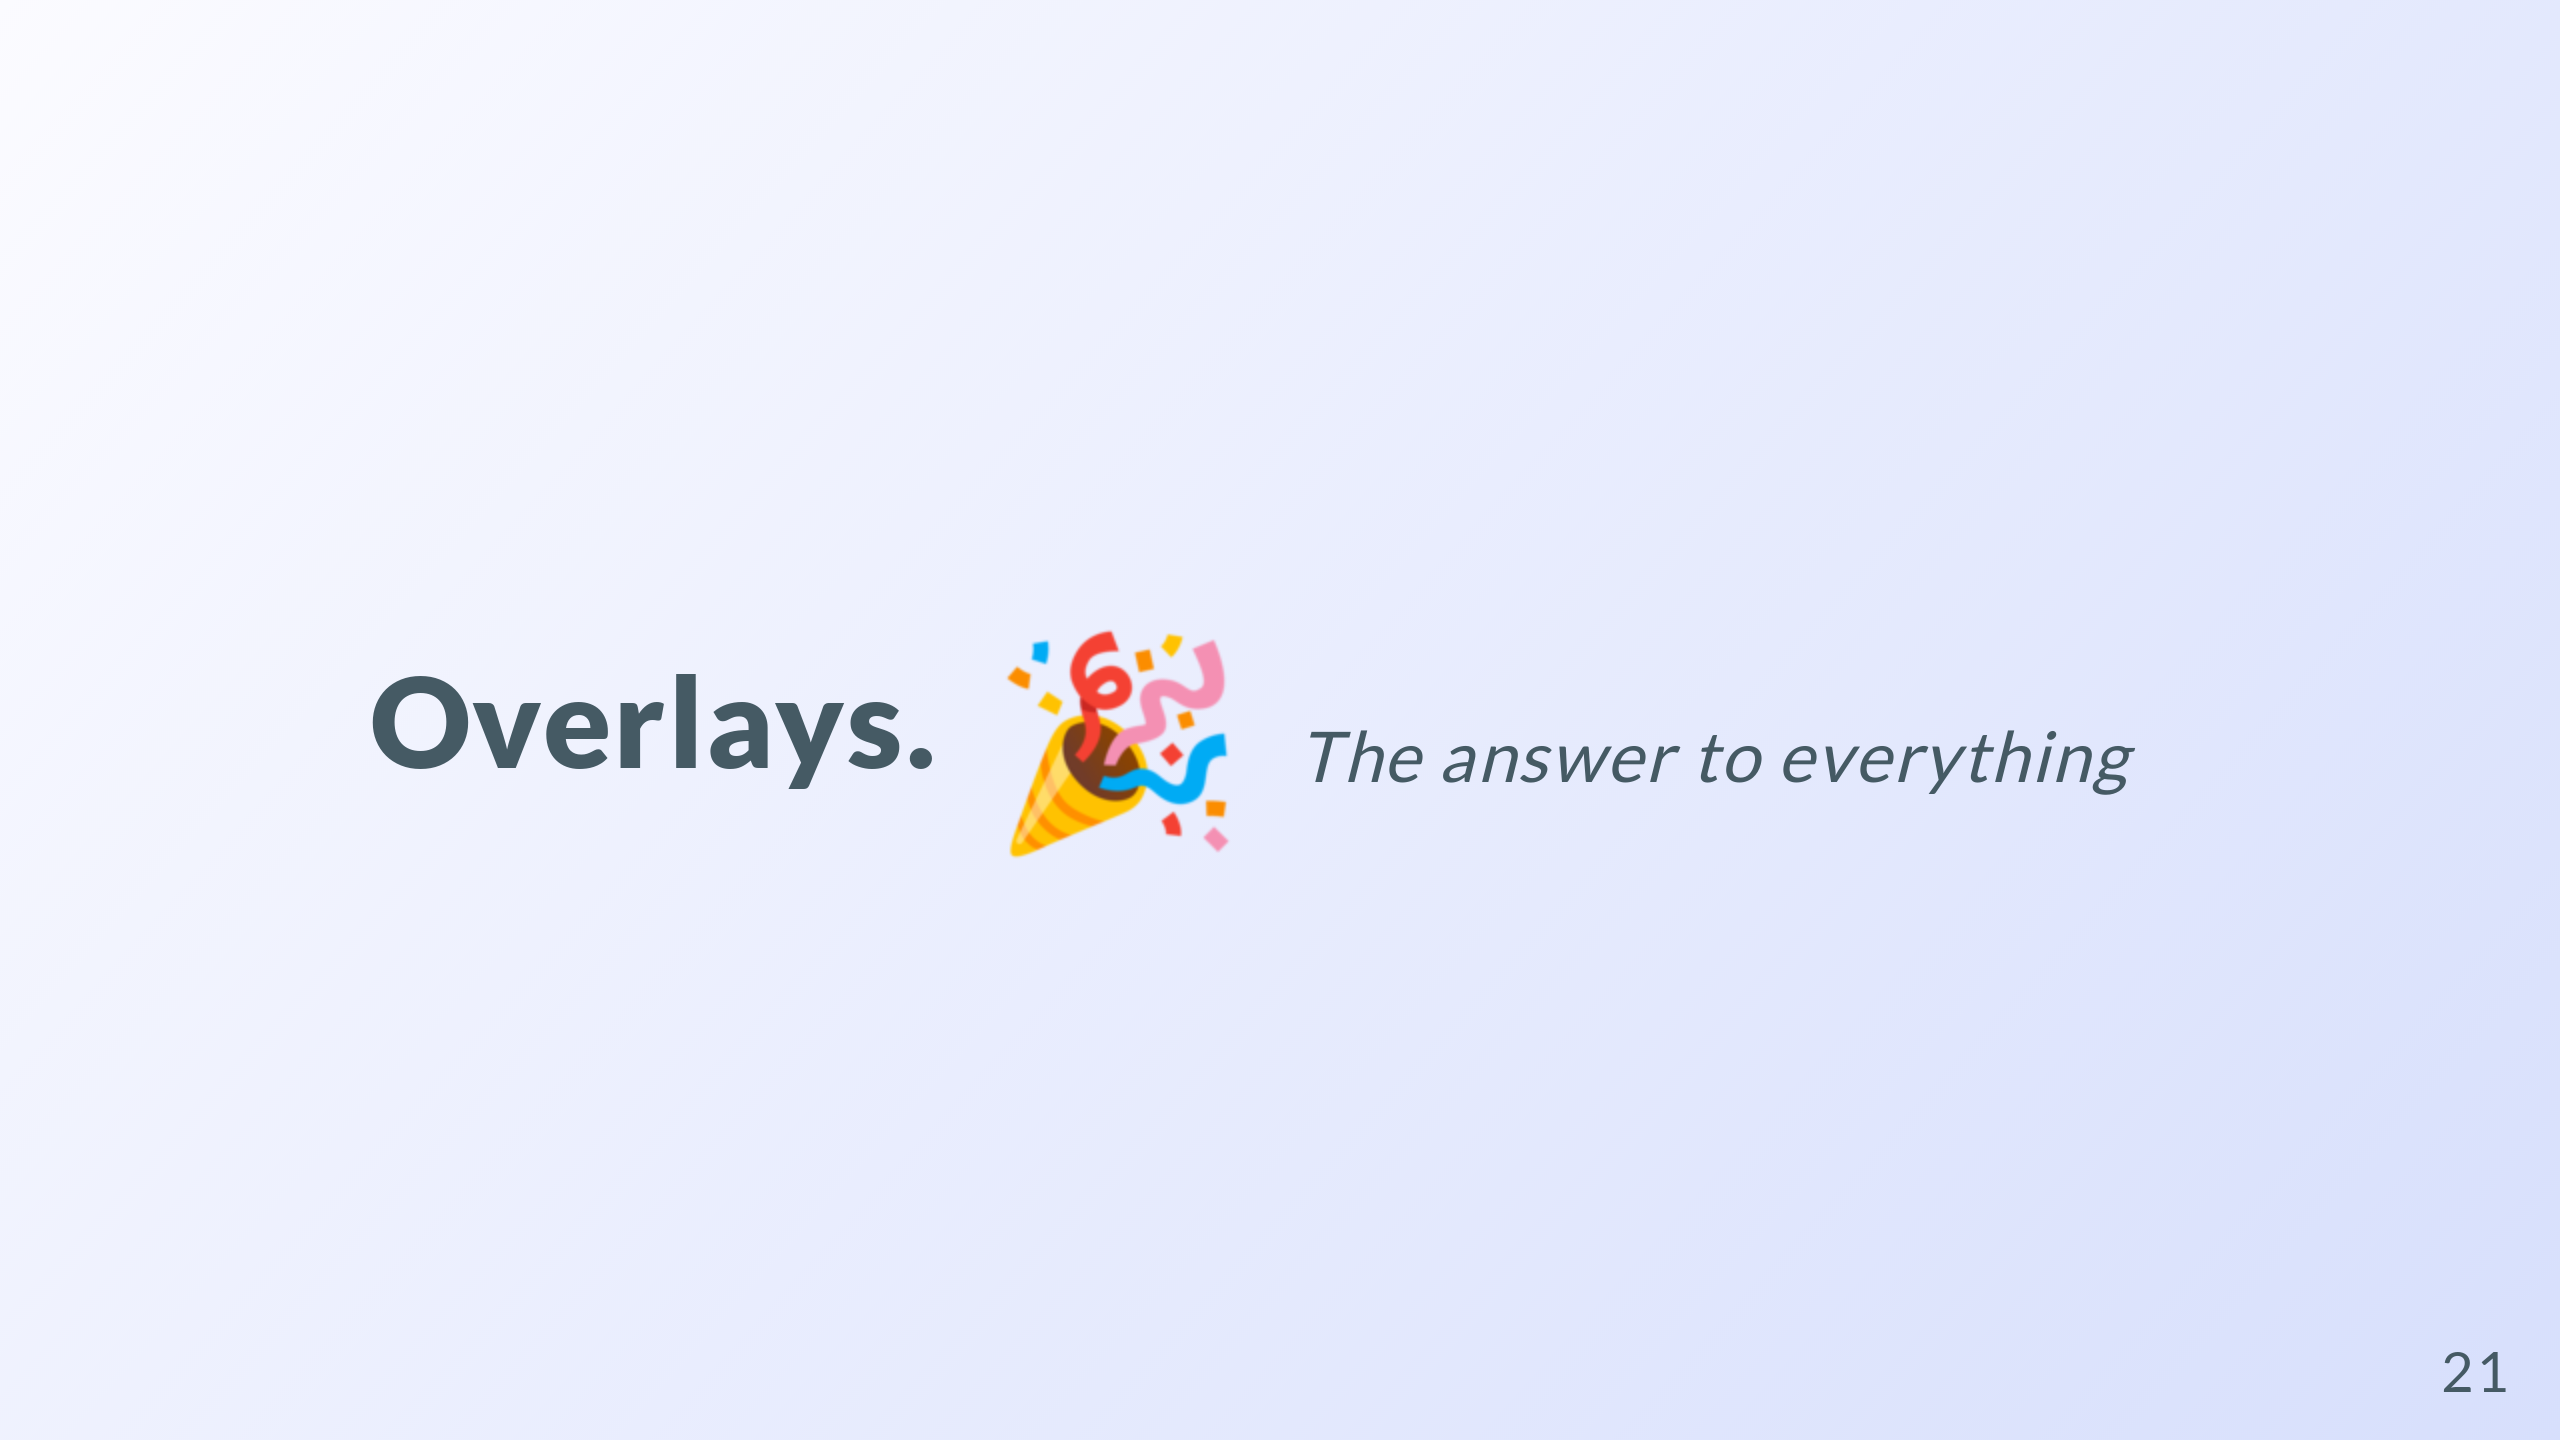 Overlays. 🎉 The answer to everything
21